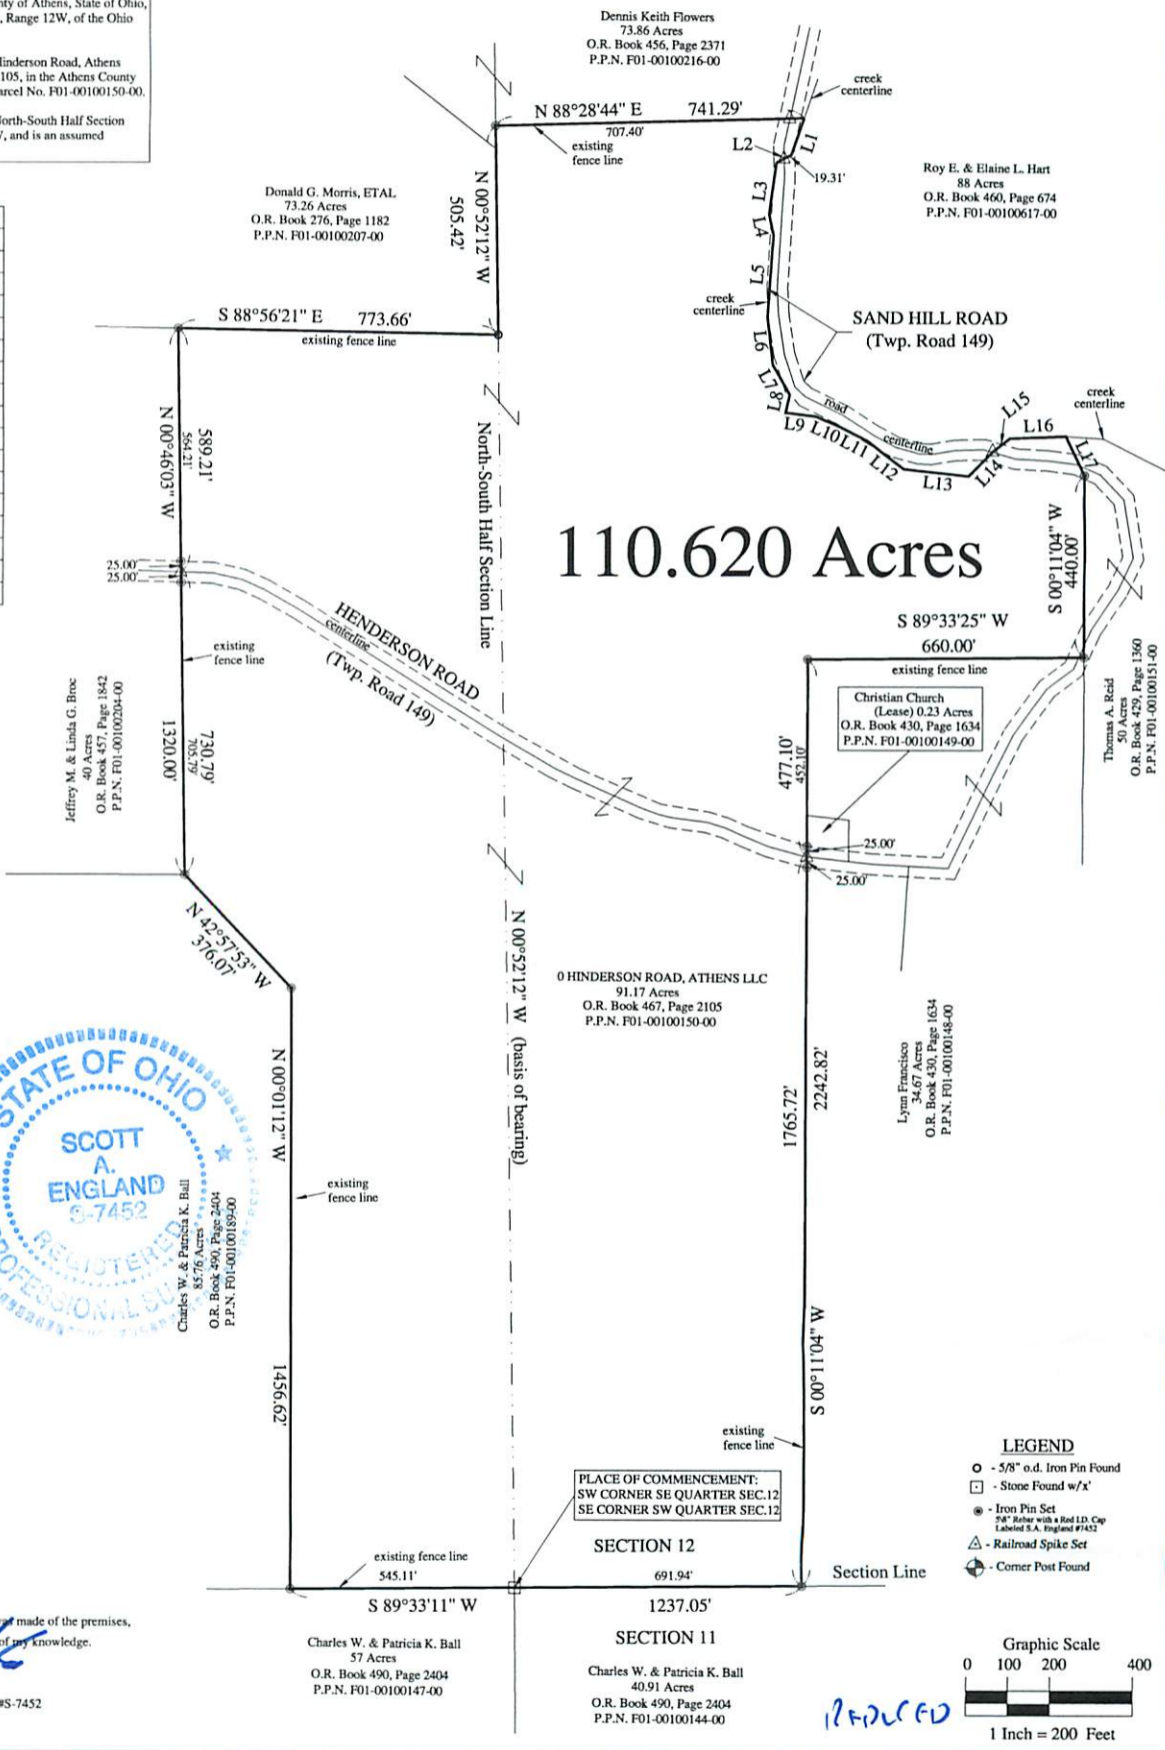 nty of Athens, State of Ohio,
, Range 12W, of the Ohio
Hinderson Road, Athens
105, in the Athens County
arcel No. F01-00100150-00.
North-South Half Section
, and is an assumed
Dennis Keith Flowers
73.86 Acres
O.R. Book 456, Page 2371
P.P.N. F01-00100216-00
creek
centerline
N 88°28'44" E 741.29'
707.40'
existing
fence line
L2
L1
19.31'
L3
L4
L5
L6
L7
L8
L9
L10
L11
L12
L13
L14
L15
L16
L17
Roy E. & Elaine L. Hart
88 Acres
O.R. Book 460, Page 674
P.P.N. F01-00100617-00
Donald G. Morris, ETAL
73.26 Acres
O.R. Book 276, Page 1182
P.P.N. F01-00100207-00
N 00°52'12" W
505.42'
creek
centerline
SAND HILL ROAD
(Twp. Road 149)
S 88°56'21" E 773.66'
existing fence line
road
centerline
creek
centerline
589.21'
564.21'
N 00°46'03" W
North-South Half Section Line
110.620 Acres
S 00°11'04" W
440.00'
25.00'
25.00'
HENDERSON ROAD
centerline
(Twp. Road 149)
S 89°33'25" W
660.00'
existing fence line
existing
fence line
Christian Church
(Lease) 0.23 Acres
O.R. Book 430, Page 1634
P.P.N. F01-00100149-00
Thomas A. Reid
50 Acres
O.R. Book 429, Page 1360
P.P.N. F01-00100151-00
Jeffrey M. & Linda G. Broc
40 Acres
O.R. Book 457, Page 1842
P.P.N. F01-00100204-00
730.79'
705.79'
1320.00'
477.10'
452.10'
25.00'
25.00'
N 42°57'53" W
376.07'
N 00°52'12" W (basis of bearing)
0 HINDERSON ROAD, ATHENS LLC
91.17 Acres
O.R. Book 467, Page 2105
P.P.N. F01-00100150-00
Lynn Francisco
34.67 Acres
O.R. Book 430, Page 1634
P.P.N. F01-00100148-00
N 00°01'12" W
1456.62'
1765.72'
2242.82'
S 00°11'04" W
STATE OF OHIO
SCOTT
A.
ENGLAND
S-7452
REGISTERED
PROFESSIONAL SU
Charles W. & Patricia K. Ball
85.76 Acres
O.R. Book 490, Page 2404
P.P.N. F01-00100189-00
existing
fence line
existing
fence line
PLACE OF COMMENCEMENT:
SW CORNER SE QUARTER SEC.12
SE CORNER SW QUARTER SEC.12
SECTION 12
existing fence line
545.11'
691.94'
Section Line
S 89°33'11" W
1237.05'
SECTION 11
Charles W. & Patricia K. Ball
57 Acres
O.R. Book 490, Page 2404
P.P.N. F01-00100147-00
Charles W. & Patricia K. Ball
40.91 Acres
O.R. Book 490, Page 2404
P.P.N. F01-00100144-00
LEGEND
- 5/8" o.d. Iron Pin Found
- Stone Found w/x'
- Iron Pin Set
5/8" Rebar with a Red I.D. Cap
Labeled S.A. England #7452
- Railroad Spike Set
- Corner Post Found
made of the premises,
of my knowledge.
#S-7452
REDUCED
Graphic Scale
0 100 200 400
1 Inch = 200 Feet